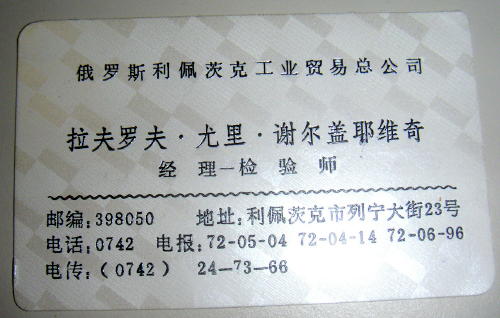 俄罗斯利佩茨克工业贸易总公司
拉夫罗夫·尤里·谢尔盖耶维奇
经理—检验师
邮编:398050 地址:利佩茨克市列宁大街23号
电话:0742 电报:72-05-04 72-04-14 72-06-96
电传:(0742) 24—73—66